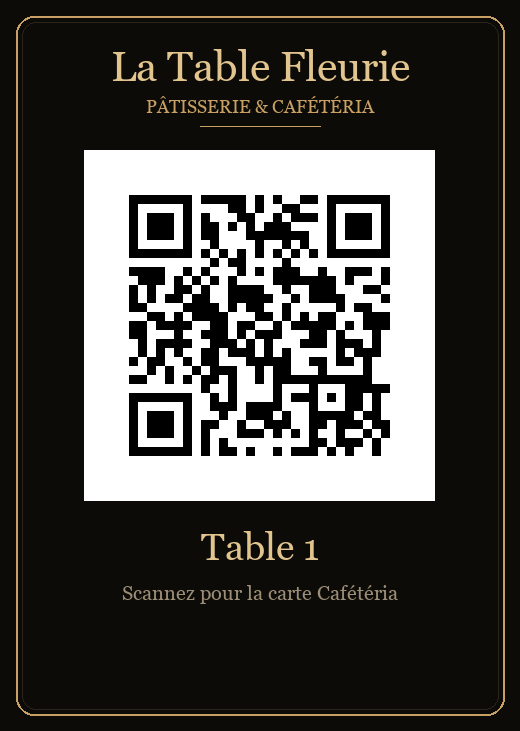 La Table Fleurie
PÂTISSERIE & CAFÉTÉRIA
Table 1
Scannez pour la carte Cafétéria